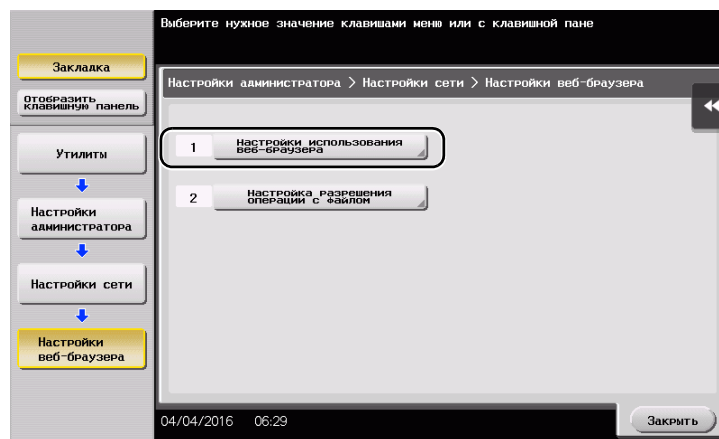 Выберите нужное значение клавишами меню или с клавишной пане
Закладка
Отобразить
клавишную панель
Утилиты
Настройки
администратора
Настройки сети
Настройки
веб-браузера
Настройки администратора > Настройки сети > Настройки веб-браузера
1 Настройки использования
веб-браузера
2 Настройка разрешения
операции с файлом
04/04/2016 06:29
Закрыть